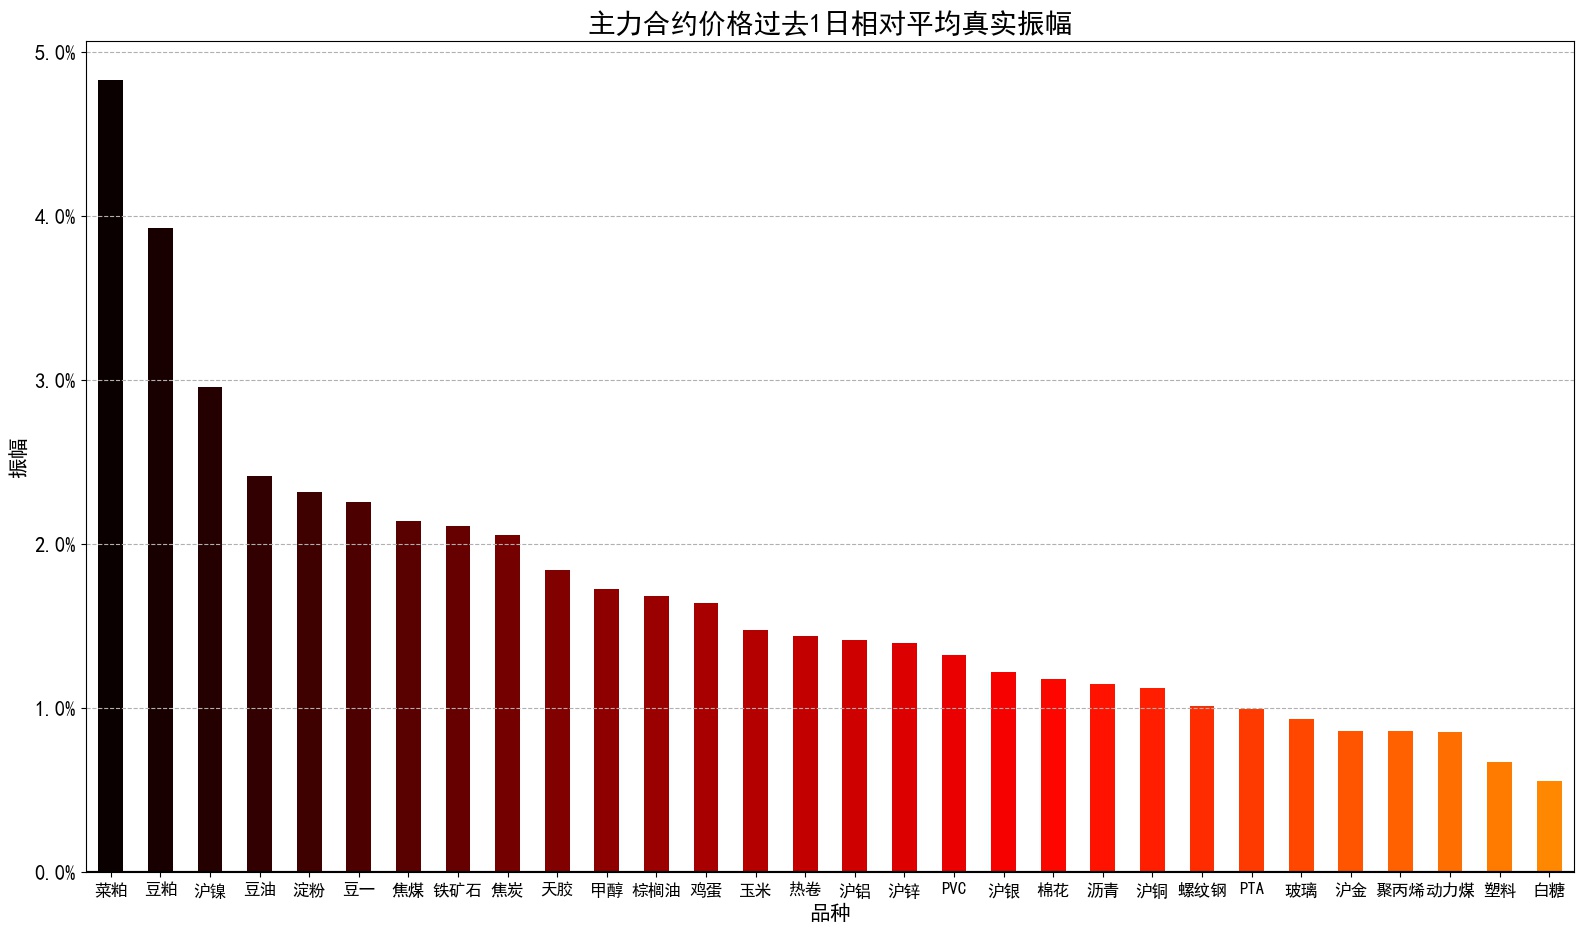 主力合约价格过去1日相对平均真实振幅
5.0%
4.0%
3.0%
2.0%
1.0%
0.0%
振幅
菜粕 豆粕 沪镍 豆油 淀粉 豆一 焦煤 铁矿石 焦炭 天胶 甲醇 棕榈油 鸡蛋 玉米 热卷 沪铝 沪锌 PVC 沪银 棉花 沥青 沪铜 螺纹钢 PTA 玻璃 沪金 聚丙烯 动力煤 塑料 白糖
品种